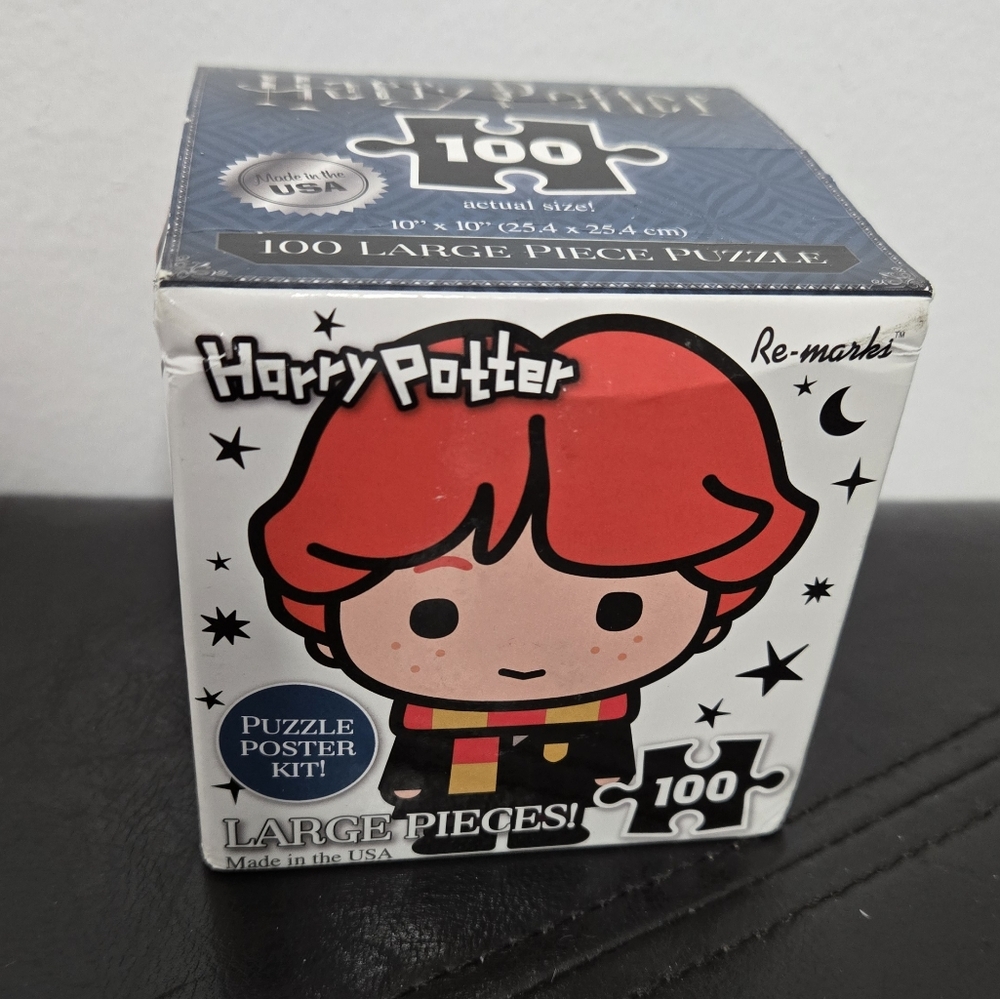 Harry Potter
100
Made in the
USA
actual size!
10" x 10" (25.4 x 25.4 cm)
100 LARGE PIECE PUZZLE
Harry Potter
Re-marks™
PUZZLE
POSTER
KIT!
100
LARGE PIECES!
Made in the USA